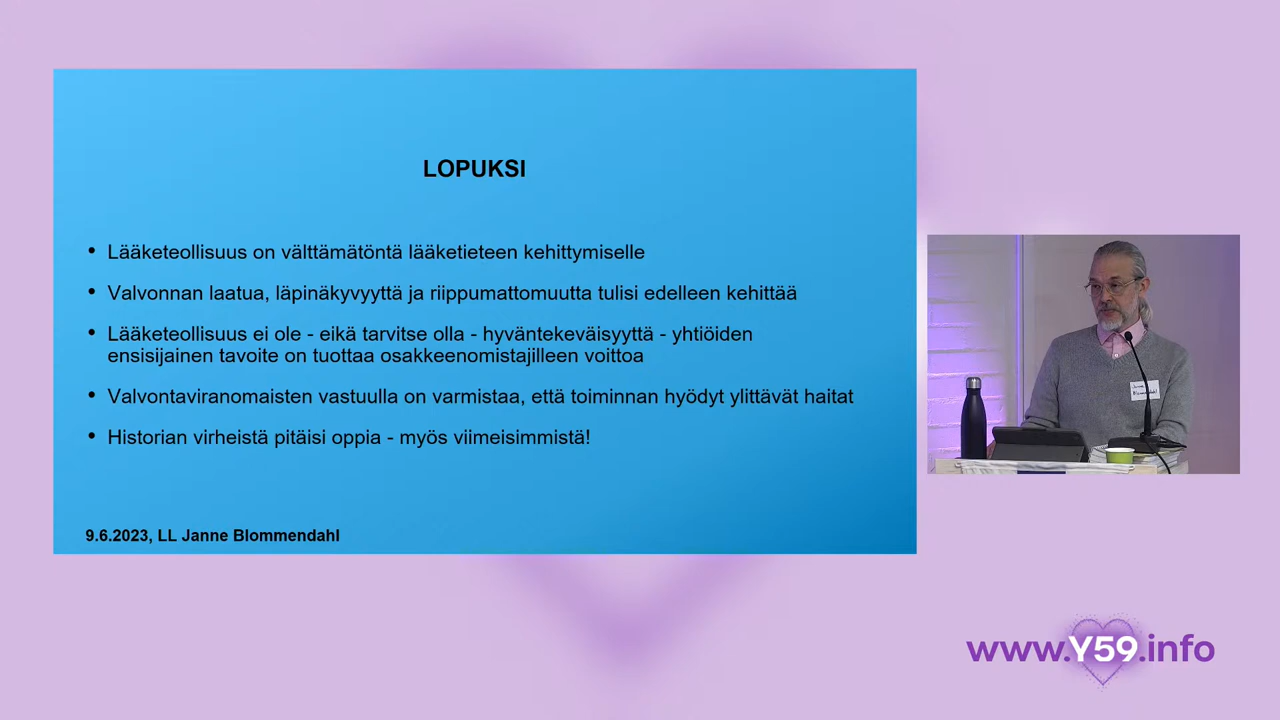 LOPUKSI
• Lääketeollisuus on välttämätöntä lääketieteen kehittymiselle
• Valvonnan laatua, läpinäkyvyyttä ja riippumattomuutta tulisi edelleen kehittää
• Lääketeollisuus ei ole - eikä tarvitse olla - hyväntekeväisyyttä - yhtiöiden
ensisijainen tavoite on tuottaa osakkeenomistajilleen voittoa
• Valvontaviranomaisten vastuulla on varmistaa, että toiminnan hyödyt ylittävät haitat
• Historian virheistä pitäisi oppia - myös viimeisimmistä!
9.6.2023, LL Janne Blommendahl
Janne
Blommendahl
www.Y59.info